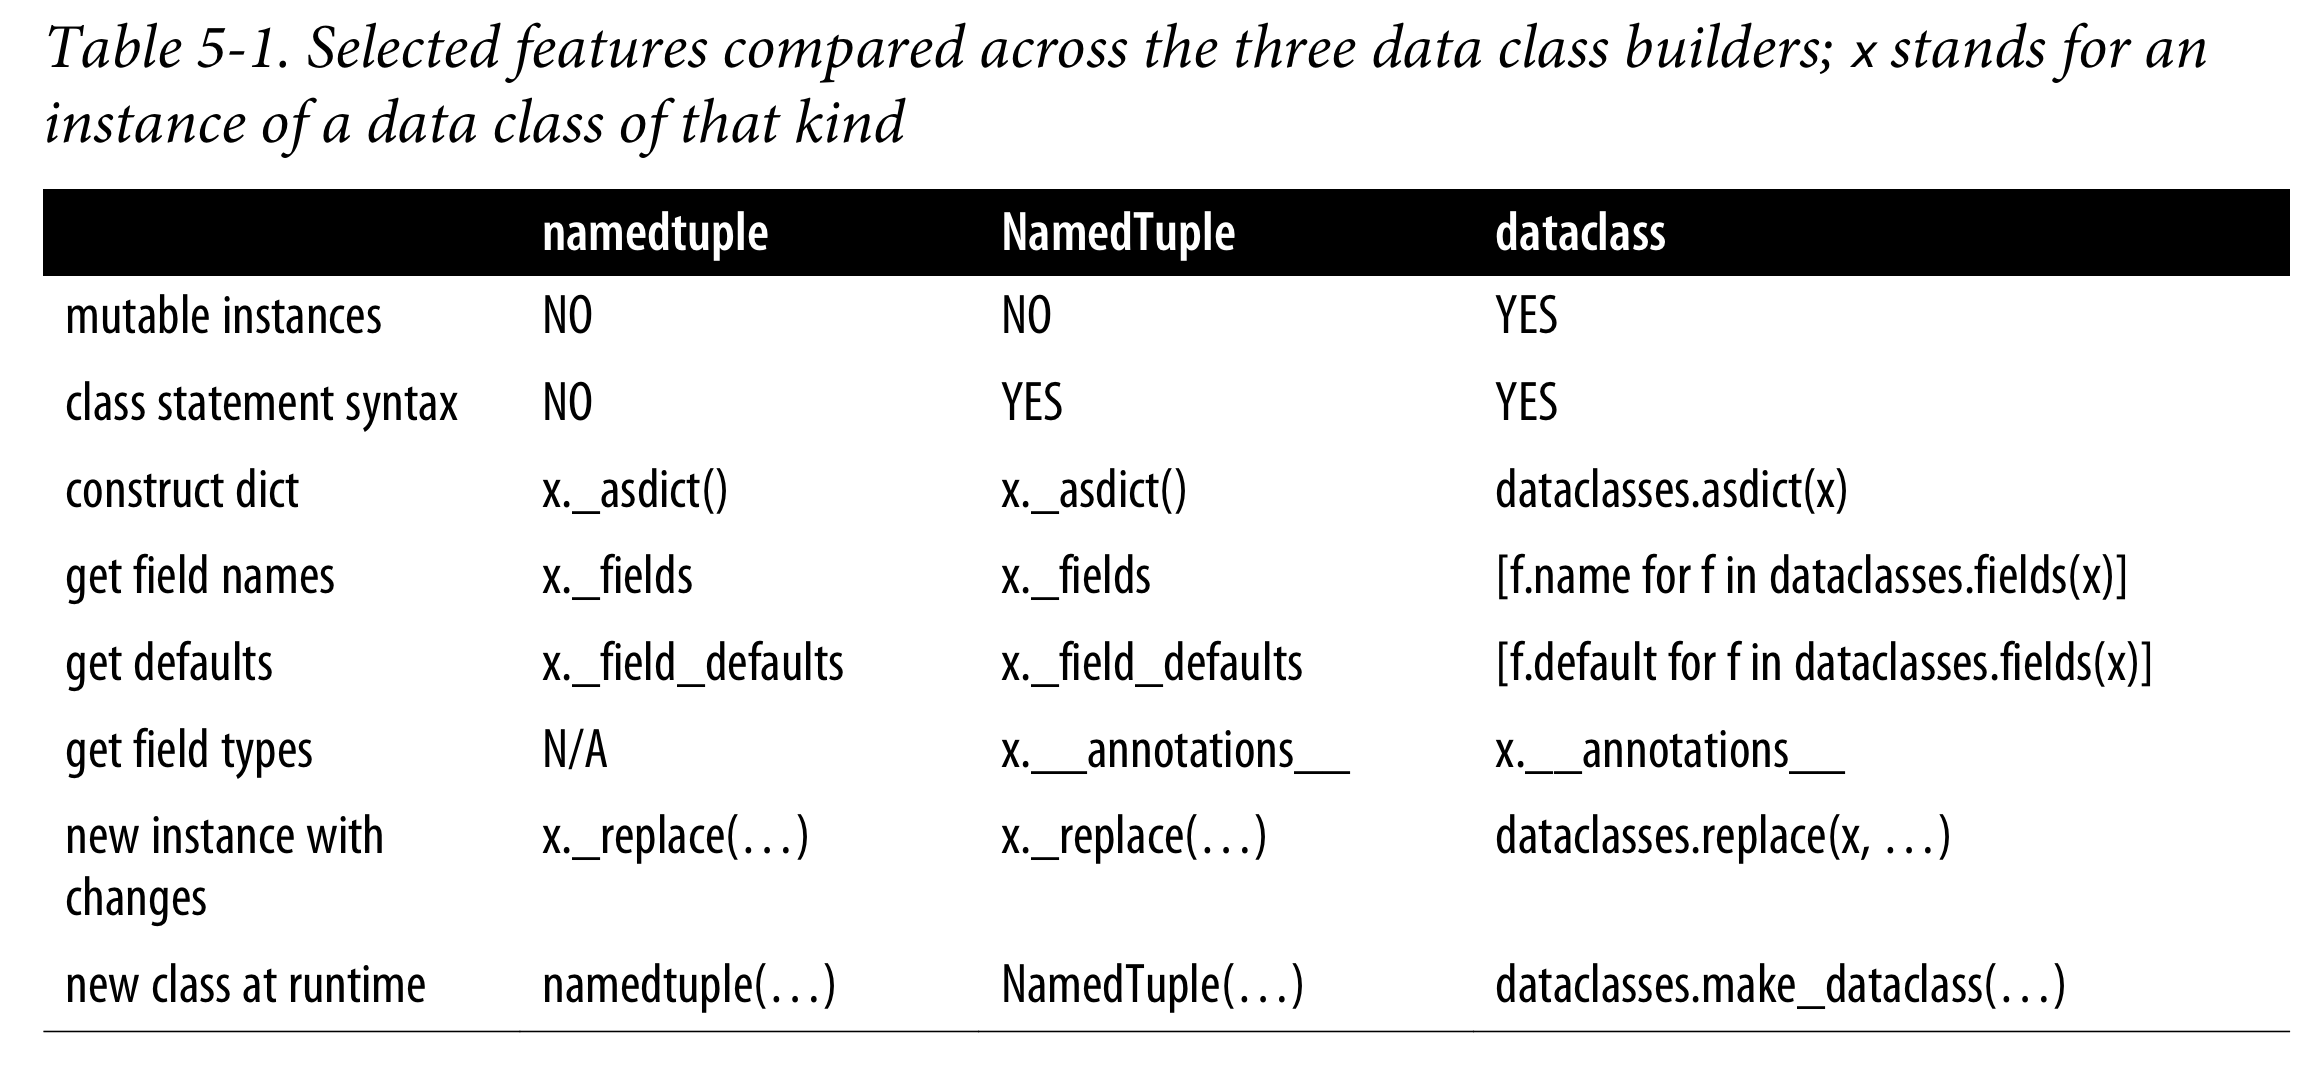 Table 5-1. Selected features compared across the three data class builders; x stands for an
instance of a data class of that kind
namedtuple NamedTuple dataclass
mutable instances NO NO YES
class statement syntax NO YES YES
construct dict x._asdict() x._asdict() dataclasses.asdict(x)
get field names x._fields x._fields [f.name for f in dataclasses.fields(x)]
get defaults x._field_defaults x._field_defaults [f.default for f in dataclasses.fields(x)]
get field types N/A x.__annotations__ x.__annotations__
new instance with x._replace(…) x._replace(…) dataclasses.replace(x, …)
changes
new class at runtime namedtuple(…) NamedTuple(…) dataclasses.make_dataclass(…)